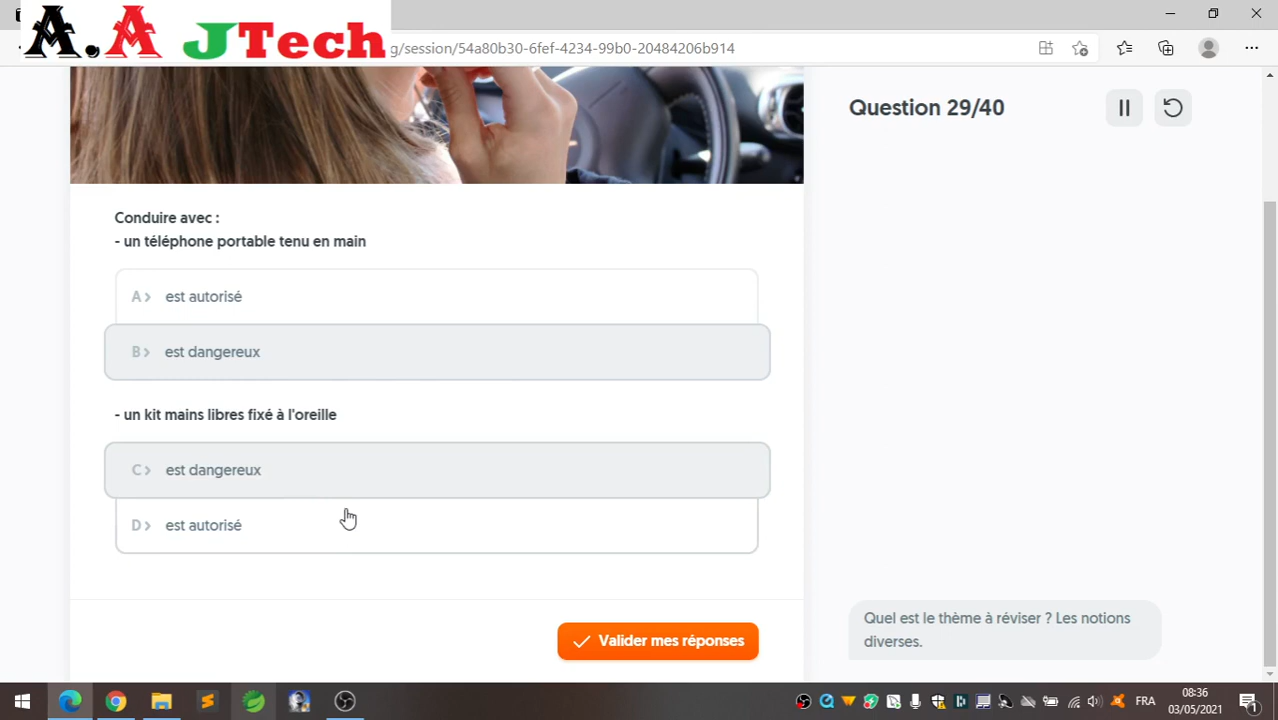 A.A JTech
g/session/54a80b30-6fef-4234-99b0-20484206b914
Question 29/40
Conduire avec :
- un téléphone portable tenu en main
A > est autorisé
B > est dangereux
- un kit mains libres fixé à l'oreille
C > est dangereux
D > est autorisé
Valider mes réponses
Quel est le thème à réviser ? Les notions
diverses.
FRA
08:36
03/05/2021
1